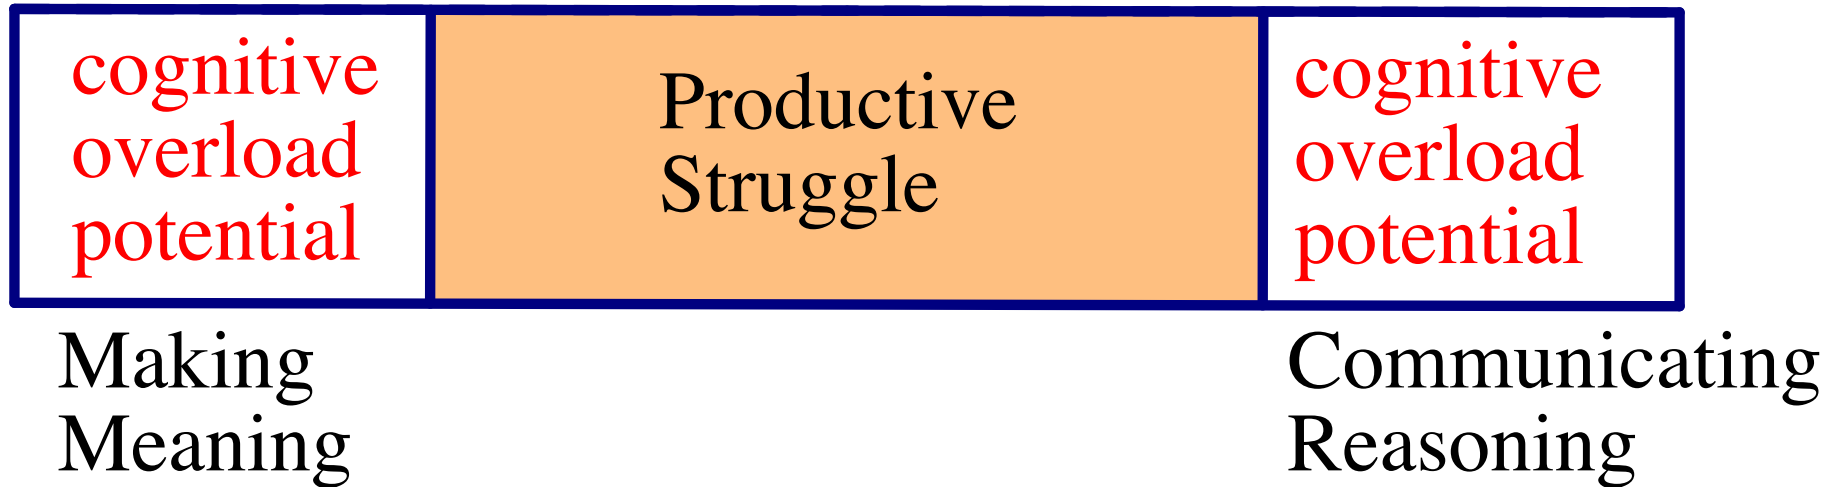 cognitive
overload
potential
Productive
Struggle
cognitive
overload
potential
Making
Meaning
Communicating
Reasoning